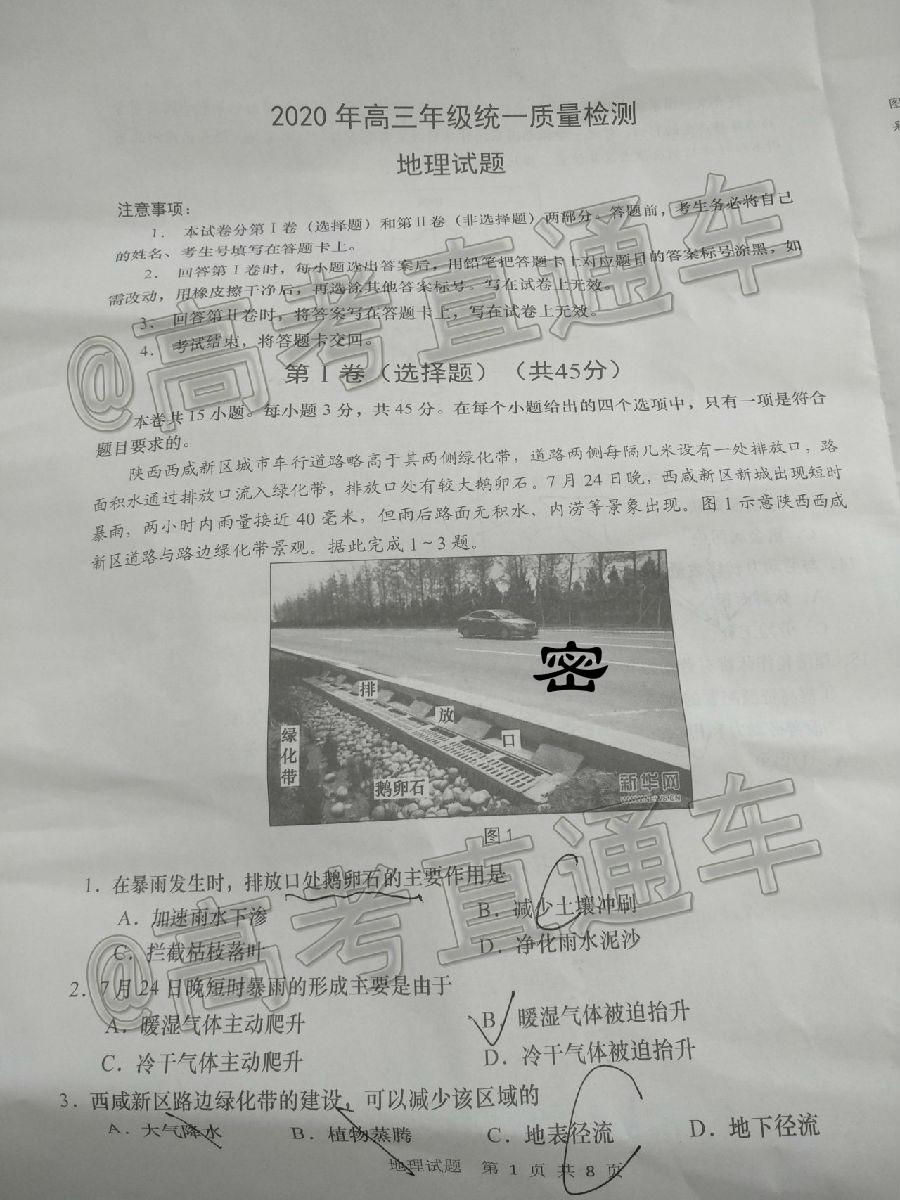 2020年高三年级统一质量检测
地理试题
注意事项:
1. 本试卷分第Ⅰ卷(选择题)和第Ⅱ卷(非选择题)两部分。答题前,考生务必将自己
的姓名、考生号填写在答题卡上。
2. 回答第Ⅰ卷时,每小题选出答案后,用铅笔把答题卡上对应题目的答案标号涂黑,如
需改动,用橡皮擦干净后,再选涂其他答案标号。写在试卷上无效。
3. 回答第Ⅱ卷时,将答案写在答题卡上,写在试卷上无效。
4. 考试结束,将答题卡交回。
第Ⅰ卷(选择题)(共45分)
本卷共15小题。每小题3分,共45分。在每个小题给出的四个选项中,只有一项是符合
题目要求的。
陕西西咸新区城市车行道路略高于其两侧绿化带,道路两侧每隔几米设有一处排放口,路
面积水通过排放口流入绿化带,排放口处有较大鹅卵石。7月24日晚,西咸新区新城出现短时
暴雨,两小时内雨量接近40毫米,但雨后路面无积水、内涝等景象出现。图1示意陕西西咸
新区道路与路边绿化带景观。据此完成1~3题。
密
排
放
口
绿化带
鹅卵石
新华网
WWW.NEWS.CN
图1
1. 在暴雨发生时,排放口处鹅卵石的主要作用是
A. 加速雨水下渗 B. 减少土壤冲刷
C. 拦截枯枝落叶 D. 净化雨水泥沙
2. 7月24日晚短时暴雨的形成主要是由于
A. 暖湿气体主动爬升 B. 暖湿气体被迫抬升
C. 冷干气体主动爬升 D. 冷干气体被迫抬升
3. 西咸新区路边绿化带的建设,可以减少该区域的
A. 大气降水 B. 植物蒸腾 C. 地表径流 D. 地下径流
地理试题 第1页共8页
@高考直通车
@高考直通车